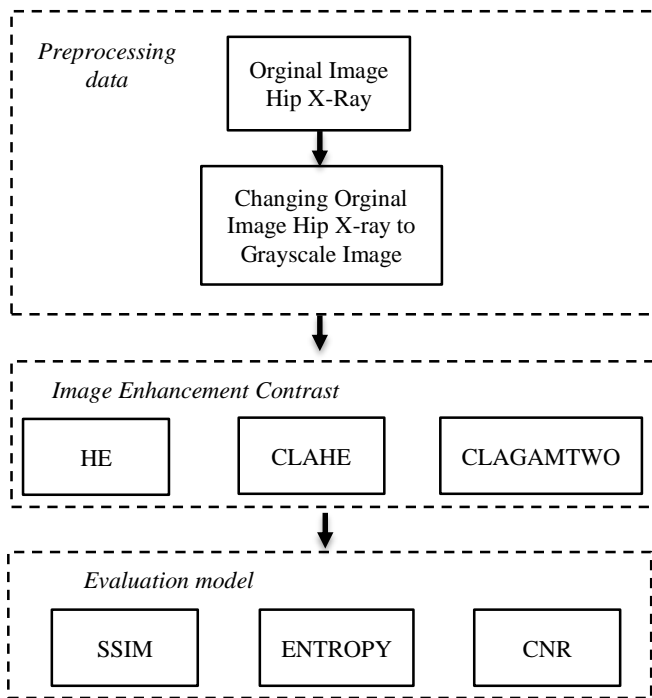 Preprocessing
data
Orginal Image
Hip X-Ray
Changing Orginal
Image Hip X-ray to
Grayscale Image
Image Enhancement Contrast
HE
CLAHE
CLAGAMTWO
Evaluation model
SSIM
ENTROPY
CNR